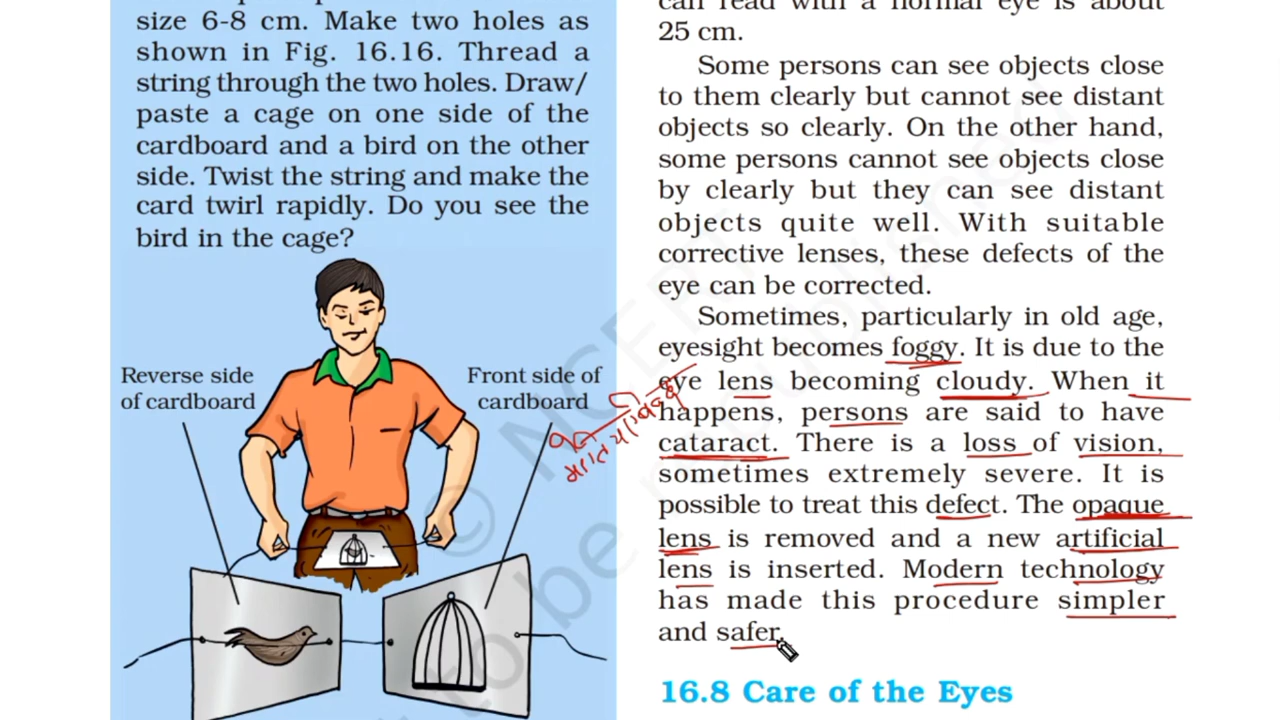 size 6-8 cm. Make two holes as
shown in Fig. 16.16. Thread a
string through the two holes. Draw/
paste a cage on one side of the
cardboard and a bird on the other
side. Twist the string and make the
card twirl rapidly. Do you see the
bird in the cage?
Reverse side
of cardboard
Front side of
cardboard
can read with a normal eye is about
25 cm.
Some persons can see objects close
to them clearly but cannot see distant
objects so clearly. On the other hand,
some persons cannot see objects close
by clearly but they can see distant
objects quite well. With suitable
corrective lenses, these defects of the
eye can be corrected.
Sometimes, particularly in old age,
eyesight becomes foggy. It is due to the
eye lens becoming cloudy. When it
happens, persons are said to have
cataract. There is a loss of vision,
sometimes extremely severe. It is
possible to treat this defect. The opaque
lens is removed and a new artificial
lens is inserted. Modern technology
has made this procedure simpler
and safer.
16.8 Care of the Eyes
© NCERT